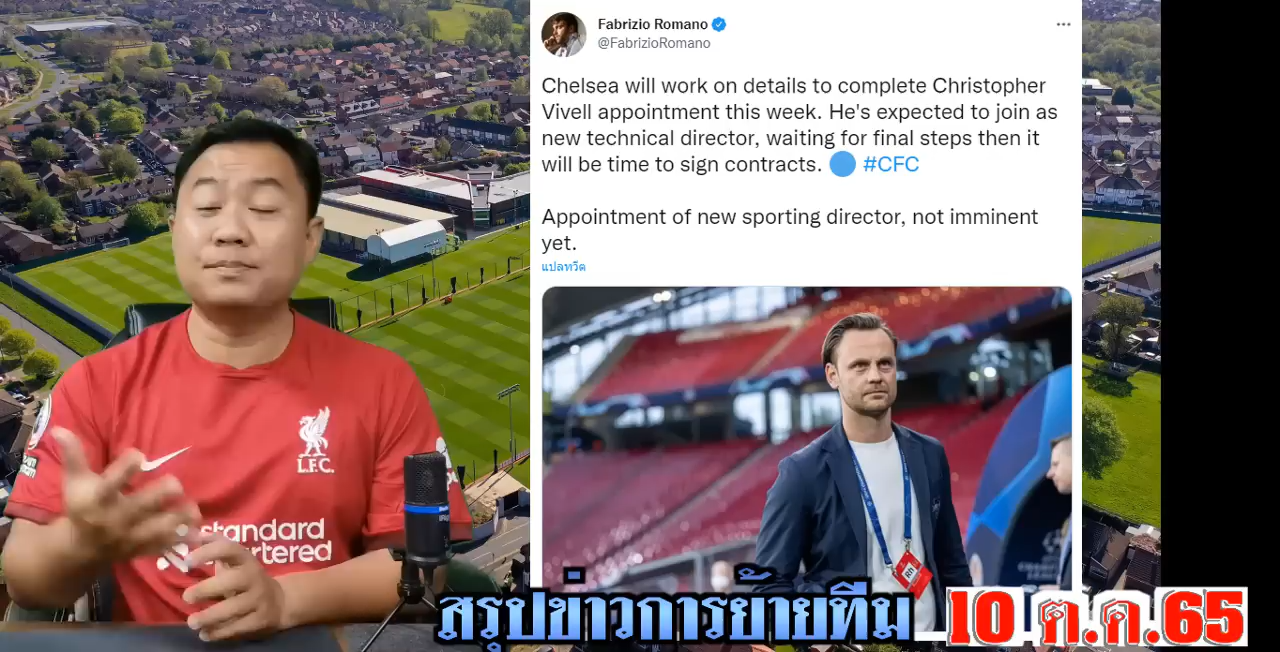 Fabrizio Romano
@FabrizioRomano
Chelsea will work on details to complete Christopher
Vivell appointment this week. He's expected to join as
new technical director, waiting for final steps then it
will be time to sign contracts. 🔵 #CFC
Appointment of new sporting director, not imminent
yet.
แปลทวีต
L.F.C.
standard
chartered
Rh
สรุปข่าวการย้ายทีม 10 ต.ค.65